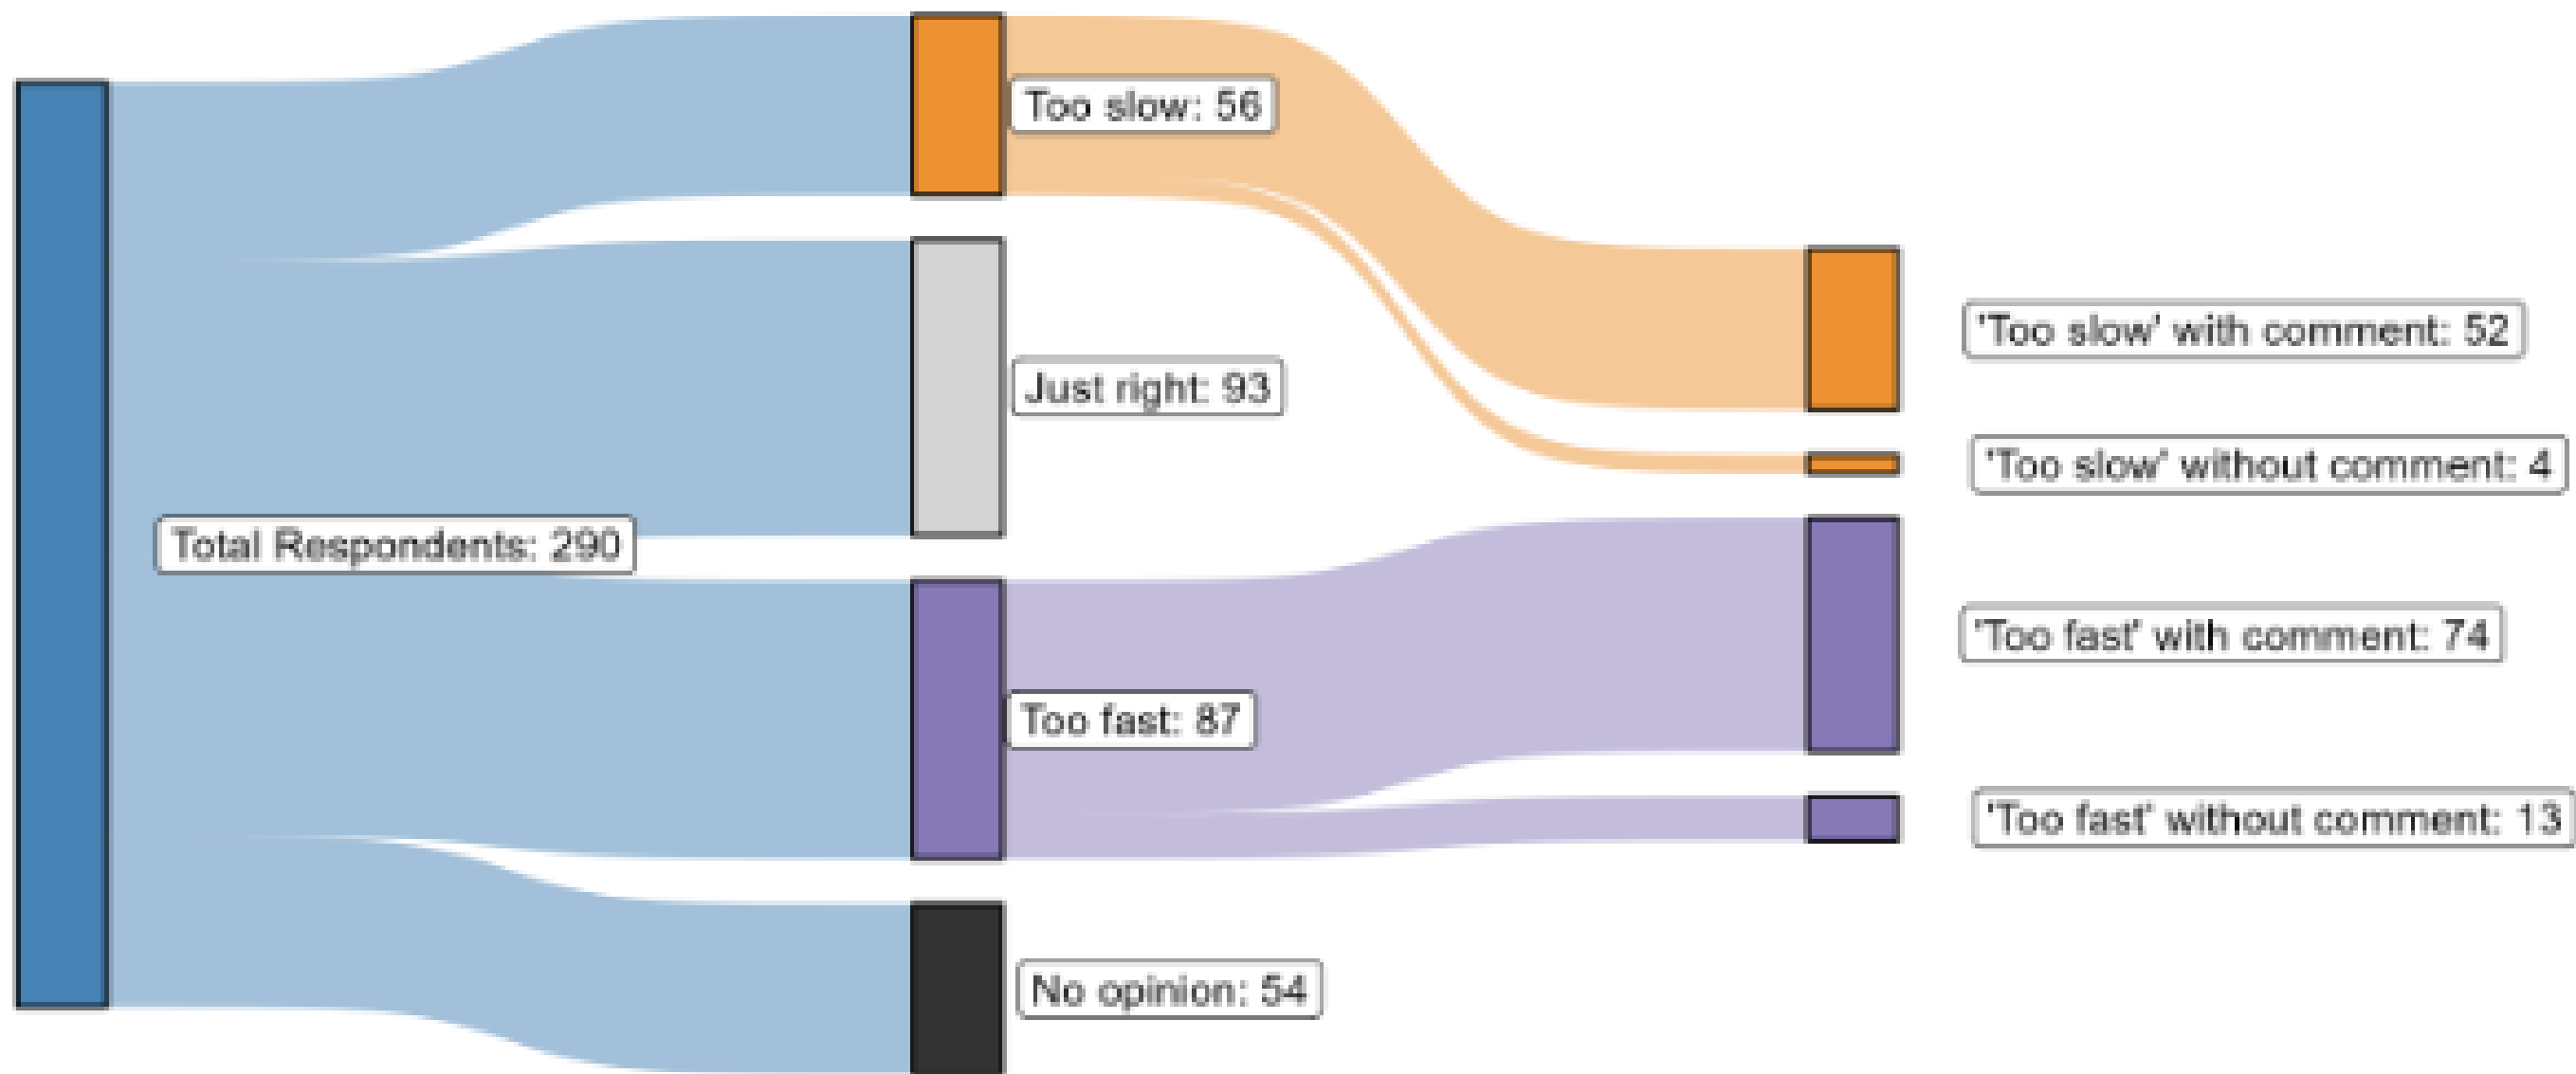 Too slow: 56
Just right: 93
Total Respondents: 290
Too fast: 87
No opinion: 54
'Too slow' with comment: 52
'Too slow' without comment: 4
'Too fast' with comment: 74
'Too fast' without comment: 13